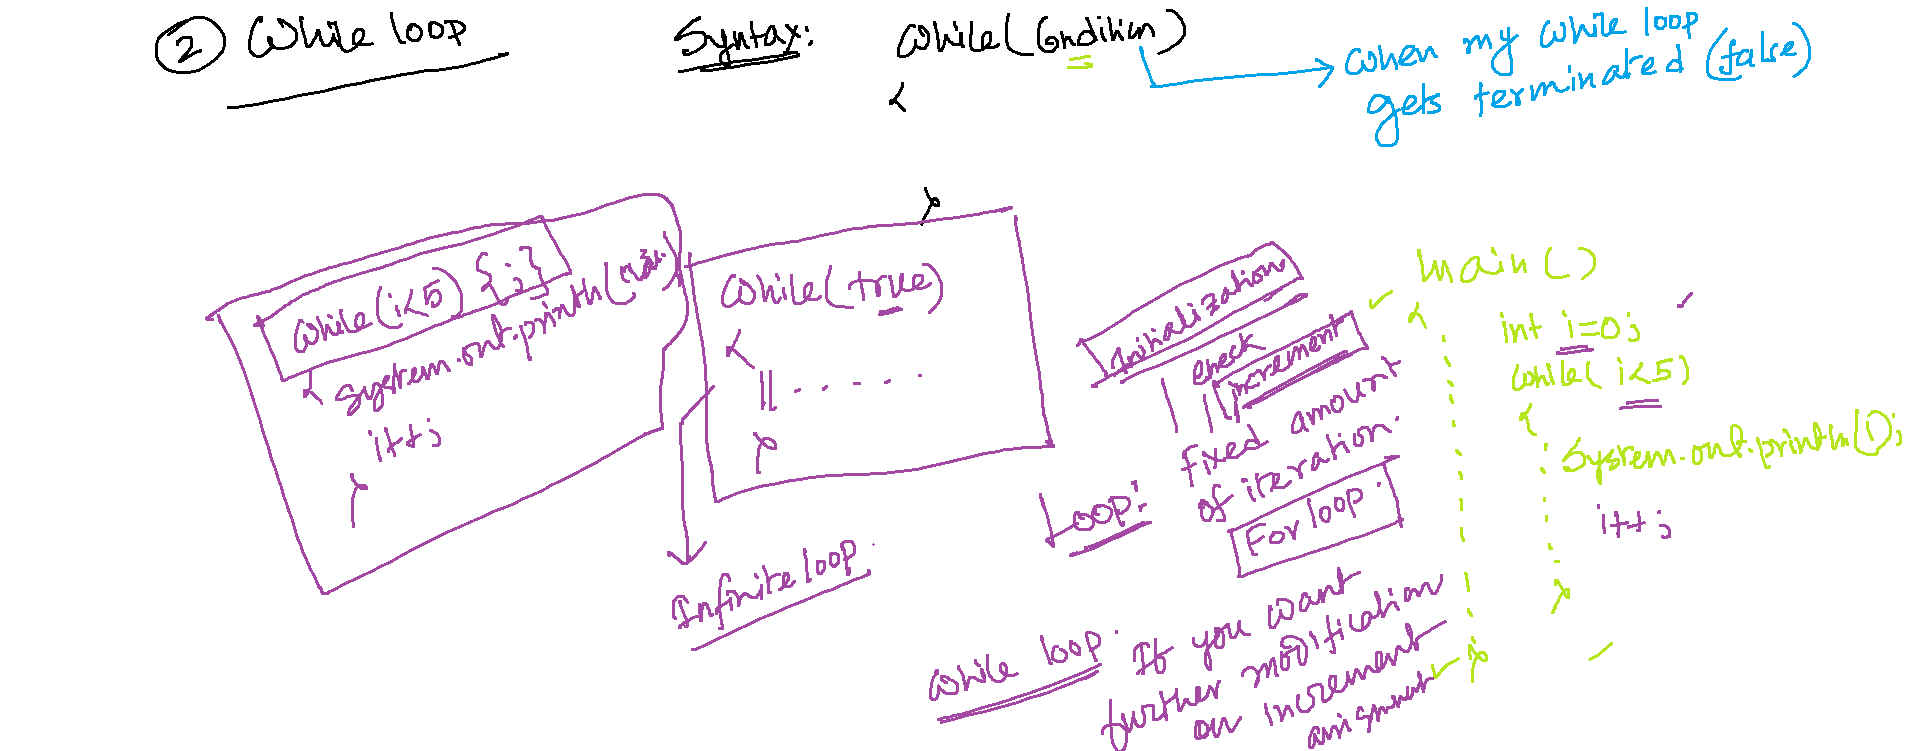 ② While loop
Syntax: while(Condition)
{
}
When my while loop
gets terminated (false)
while(i<5) {;}
{ System.out.println(
i++;
}
while(true)
{
|| . . . . . .
}
Infinite loop.
Initialization
check
increment
Loop: fixed amount
of iteration.
For loop.
while loop. If you want
further modification
on increment
main()
{
int i=0;
while(i<5)
{
System.out.println(i);
i++;
}
}